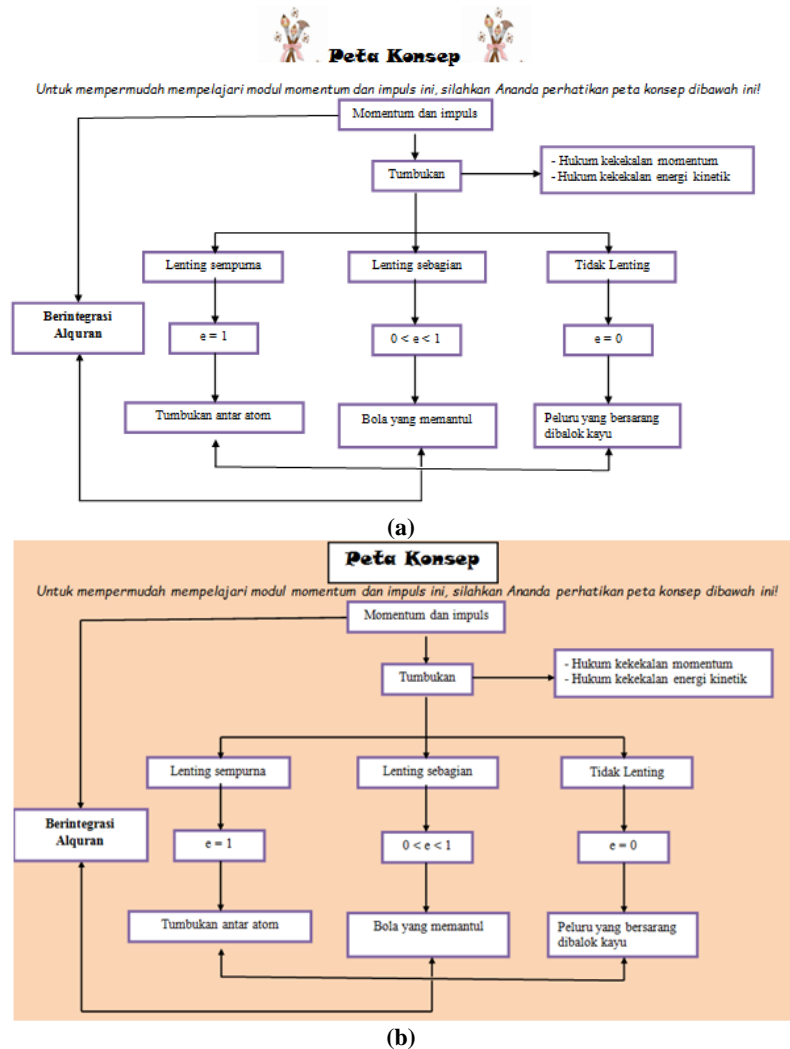 Peta Konsep
Untuk mempermudah mempelajari modul momentum dan impuls ini, silahkan Ananda perhatikan peta konsep dibawah ini!
Momentum dan impuls
Tumbukan
- Hukum kekekalan momentum
- Hukum kekekalan energi kinetik
Lenting sempurna
Lenting sebagian
Tidak Lenting
Berintegrasi
Alquran
e = 1
0 < e < 1
e = 0
Tumbukan antar atom
Bola yang memantul
Peluru yang bersarang
dibalok kayu
(a)
Peta Konsep
Untuk mempermudah mempelajari modul momentum dan impuls ini, silahkan Ananda perhatikan peta konsep dibawah ini!
Momentum dan impuls
Tumbukan
- Hukum kekekalan momentum
- Hukum kekekalan energi kinetik
Lenting sempurna
Lenting sebagian
Tidak Lenting
Berintegrasi
Alquran
e = 1
0 < e < 1
e = 0
Tumbukan antar atom
Bola yang memantul
Peluru yang bersarang
dibalok kayu
(b)